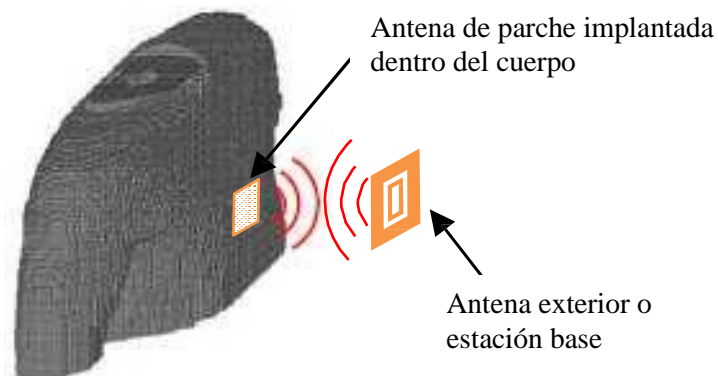 Antena de parche implantada
dentro del cuerpo
Antena exterior o
estación base